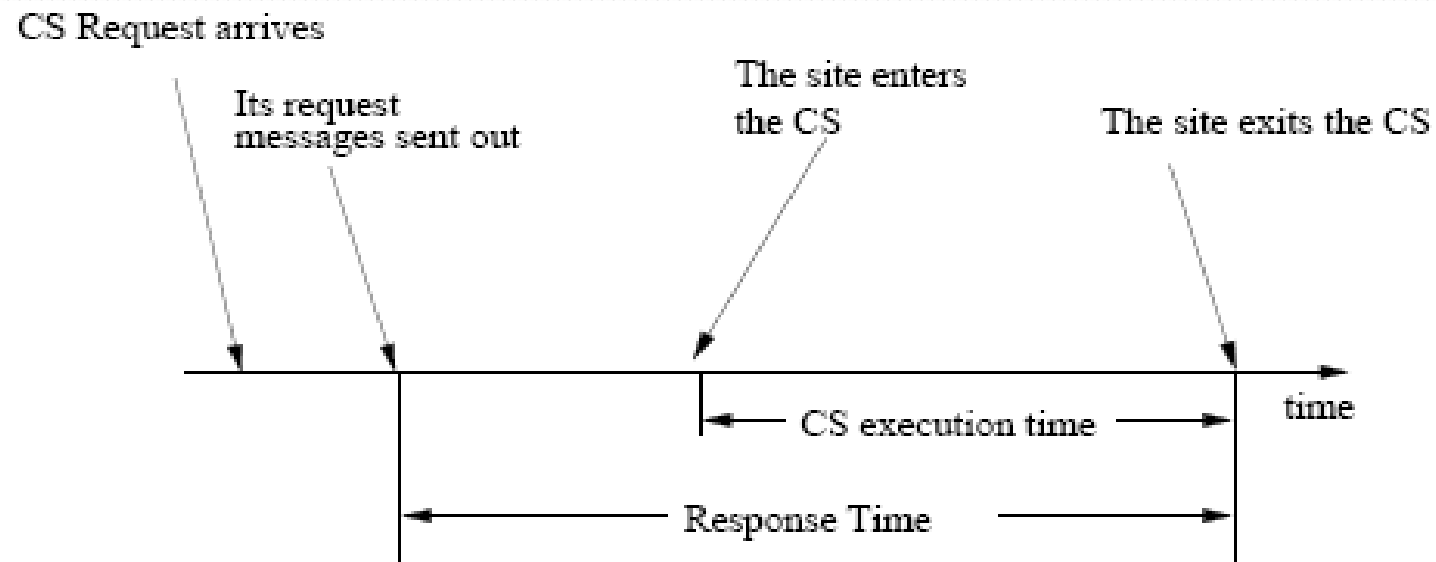 CS Request arrives
Its request
messages sent out
The site enters
the CS
The site exits the CS
time
CS execution time
Response Time